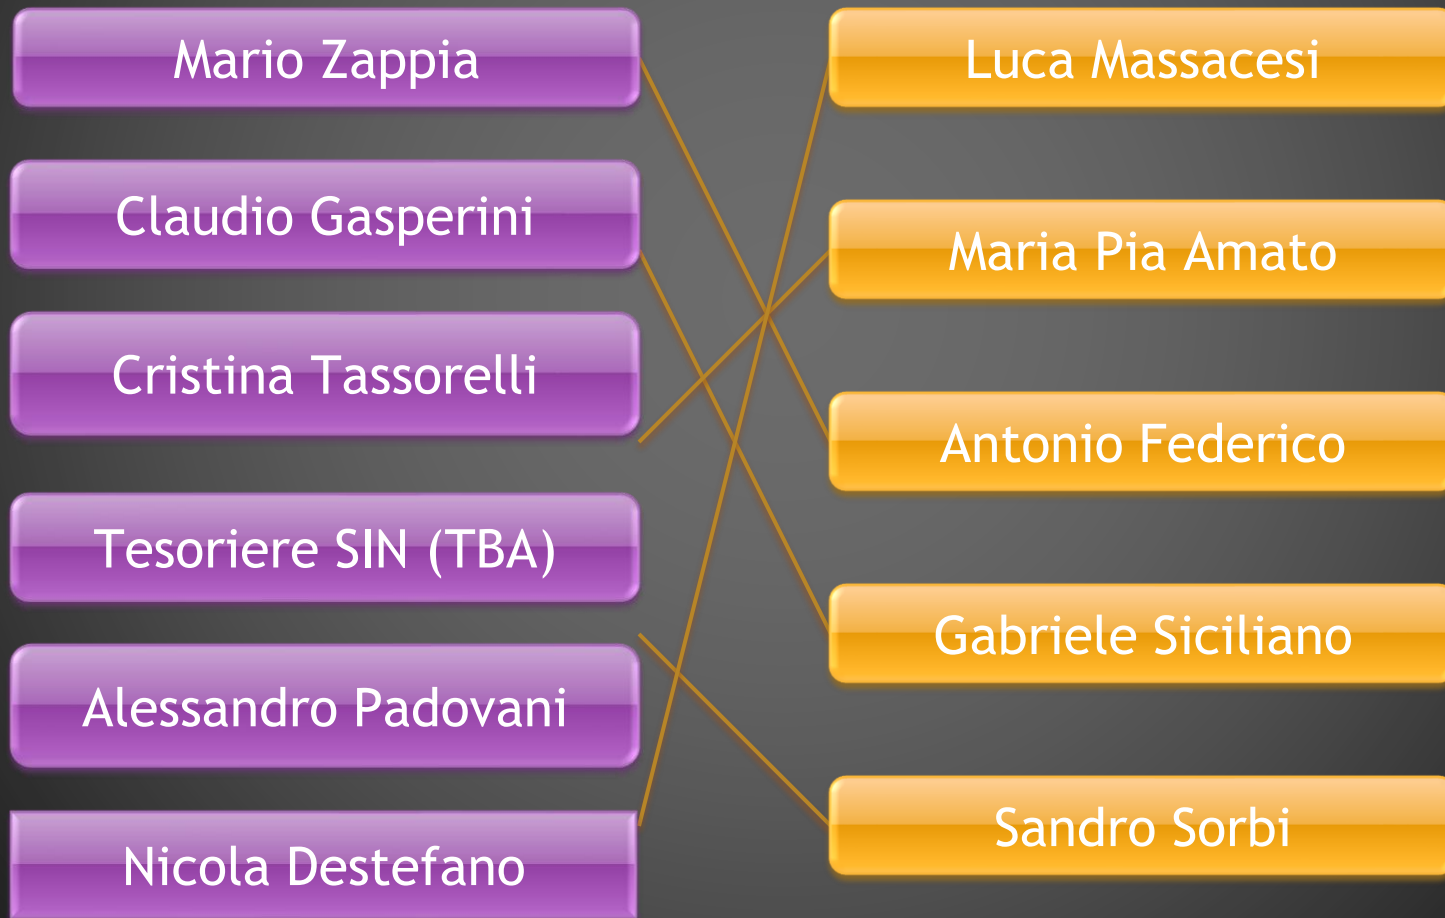 Mario Zappia
Claudio Gasperini
Cristina Tassorelli
Tesoriere SIN (TBA)
Alessandro Padovani
Nicola Destefano
Luca Massacesi
Maria Pia Amato
Antonio Federico
Gabriele Siciliano
Sandro Sorbi